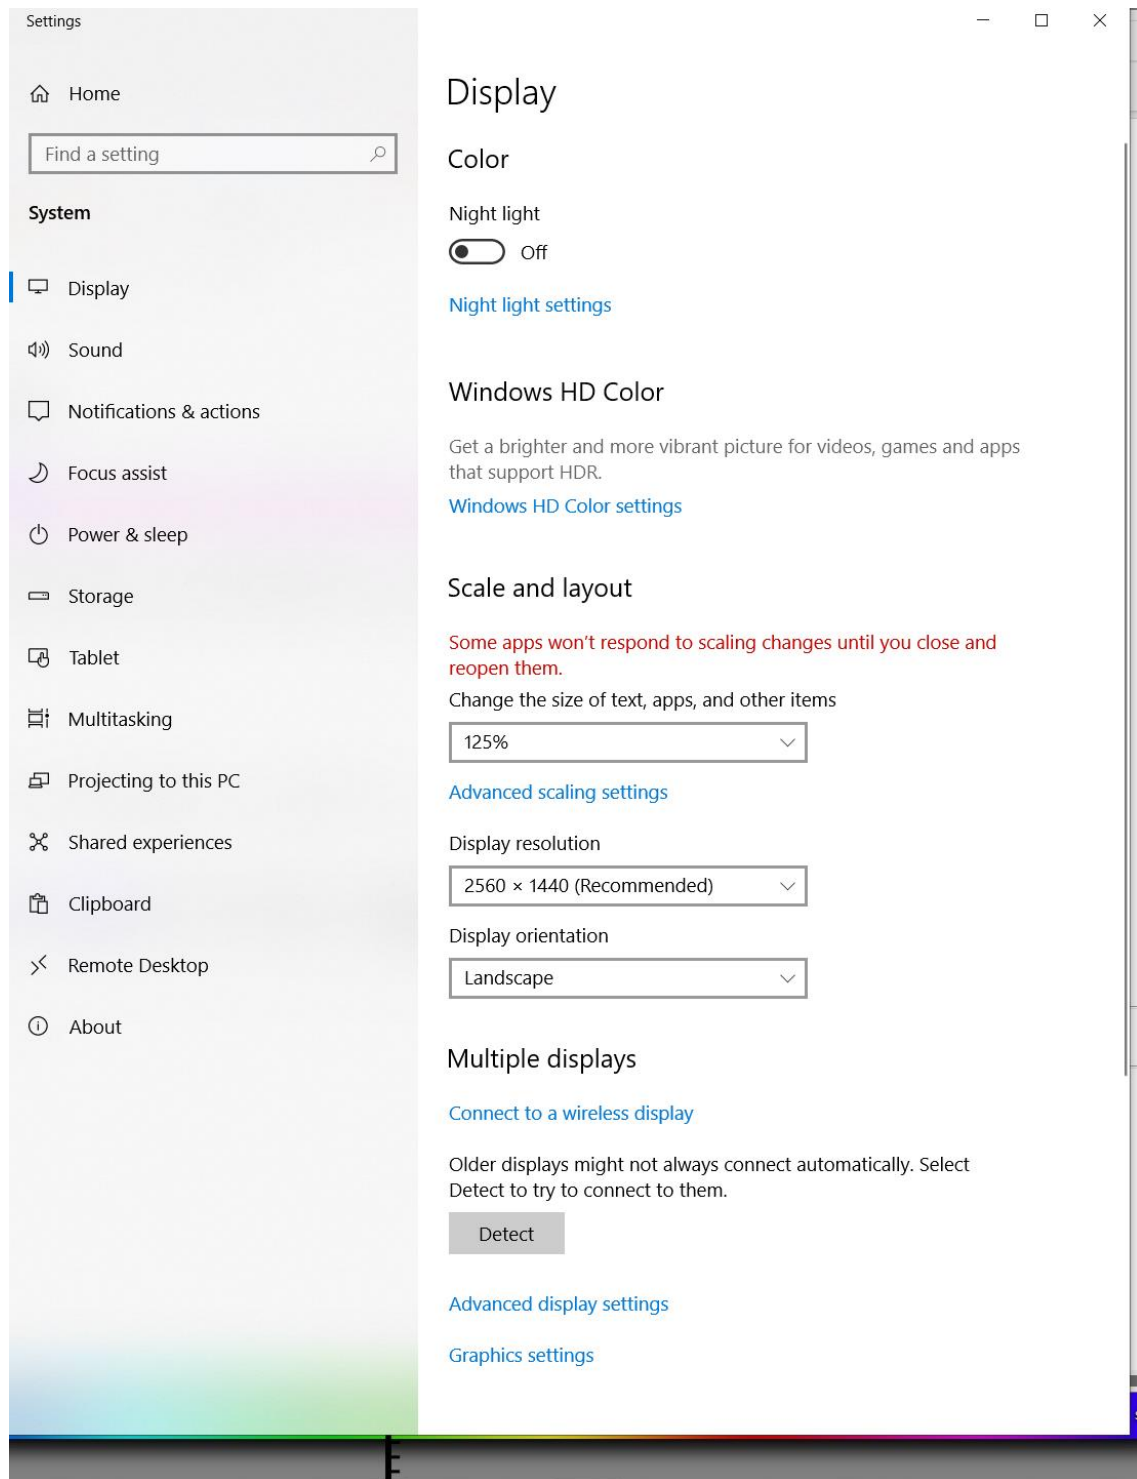 Settings
Home
Find a setting
System
Display
Sound
Notifications & actions
Focus assist
Power & sleep
Storage
Tablet
Multitasking
Projecting to this PC
Shared experiences
Clipboard
Remote Desktop
About
Display
Color
Night light
Off
Night light settings
Windows HD Color
Get a brighter and more vibrant picture for videos, games and apps
that support HDR.
Windows HD Color settings
Scale and layout
Some apps won't respond to scaling changes until you close and
reopen them.
Change the size of text, apps, and other items
125%
Advanced scaling settings
Display resolution
2560 × 1440 (Recommended)
Display orientation
Landscape
Multiple displays
Connect to a wireless display
Older displays might not always connect automatically. Select
Detect to try to connect to them.
Detect
Advanced display settings
Graphics settings